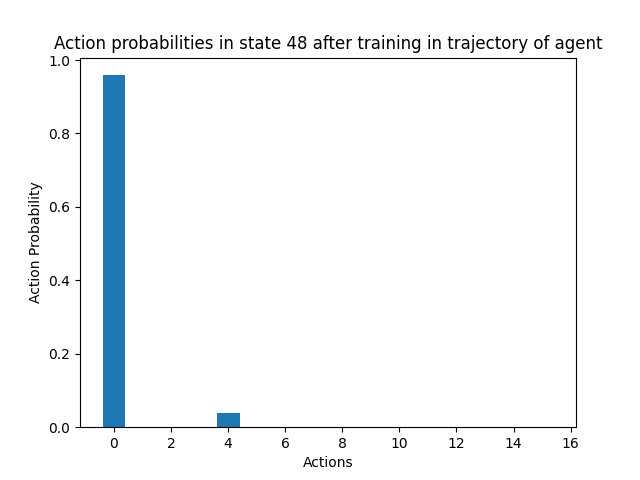 Action probabilities in state 48 after training in trajectory of agent
1.0
0.8
0.6
0.4
0.2
0.0
Action Probability
0 2 4 6 8 10 12 14 16
Actions